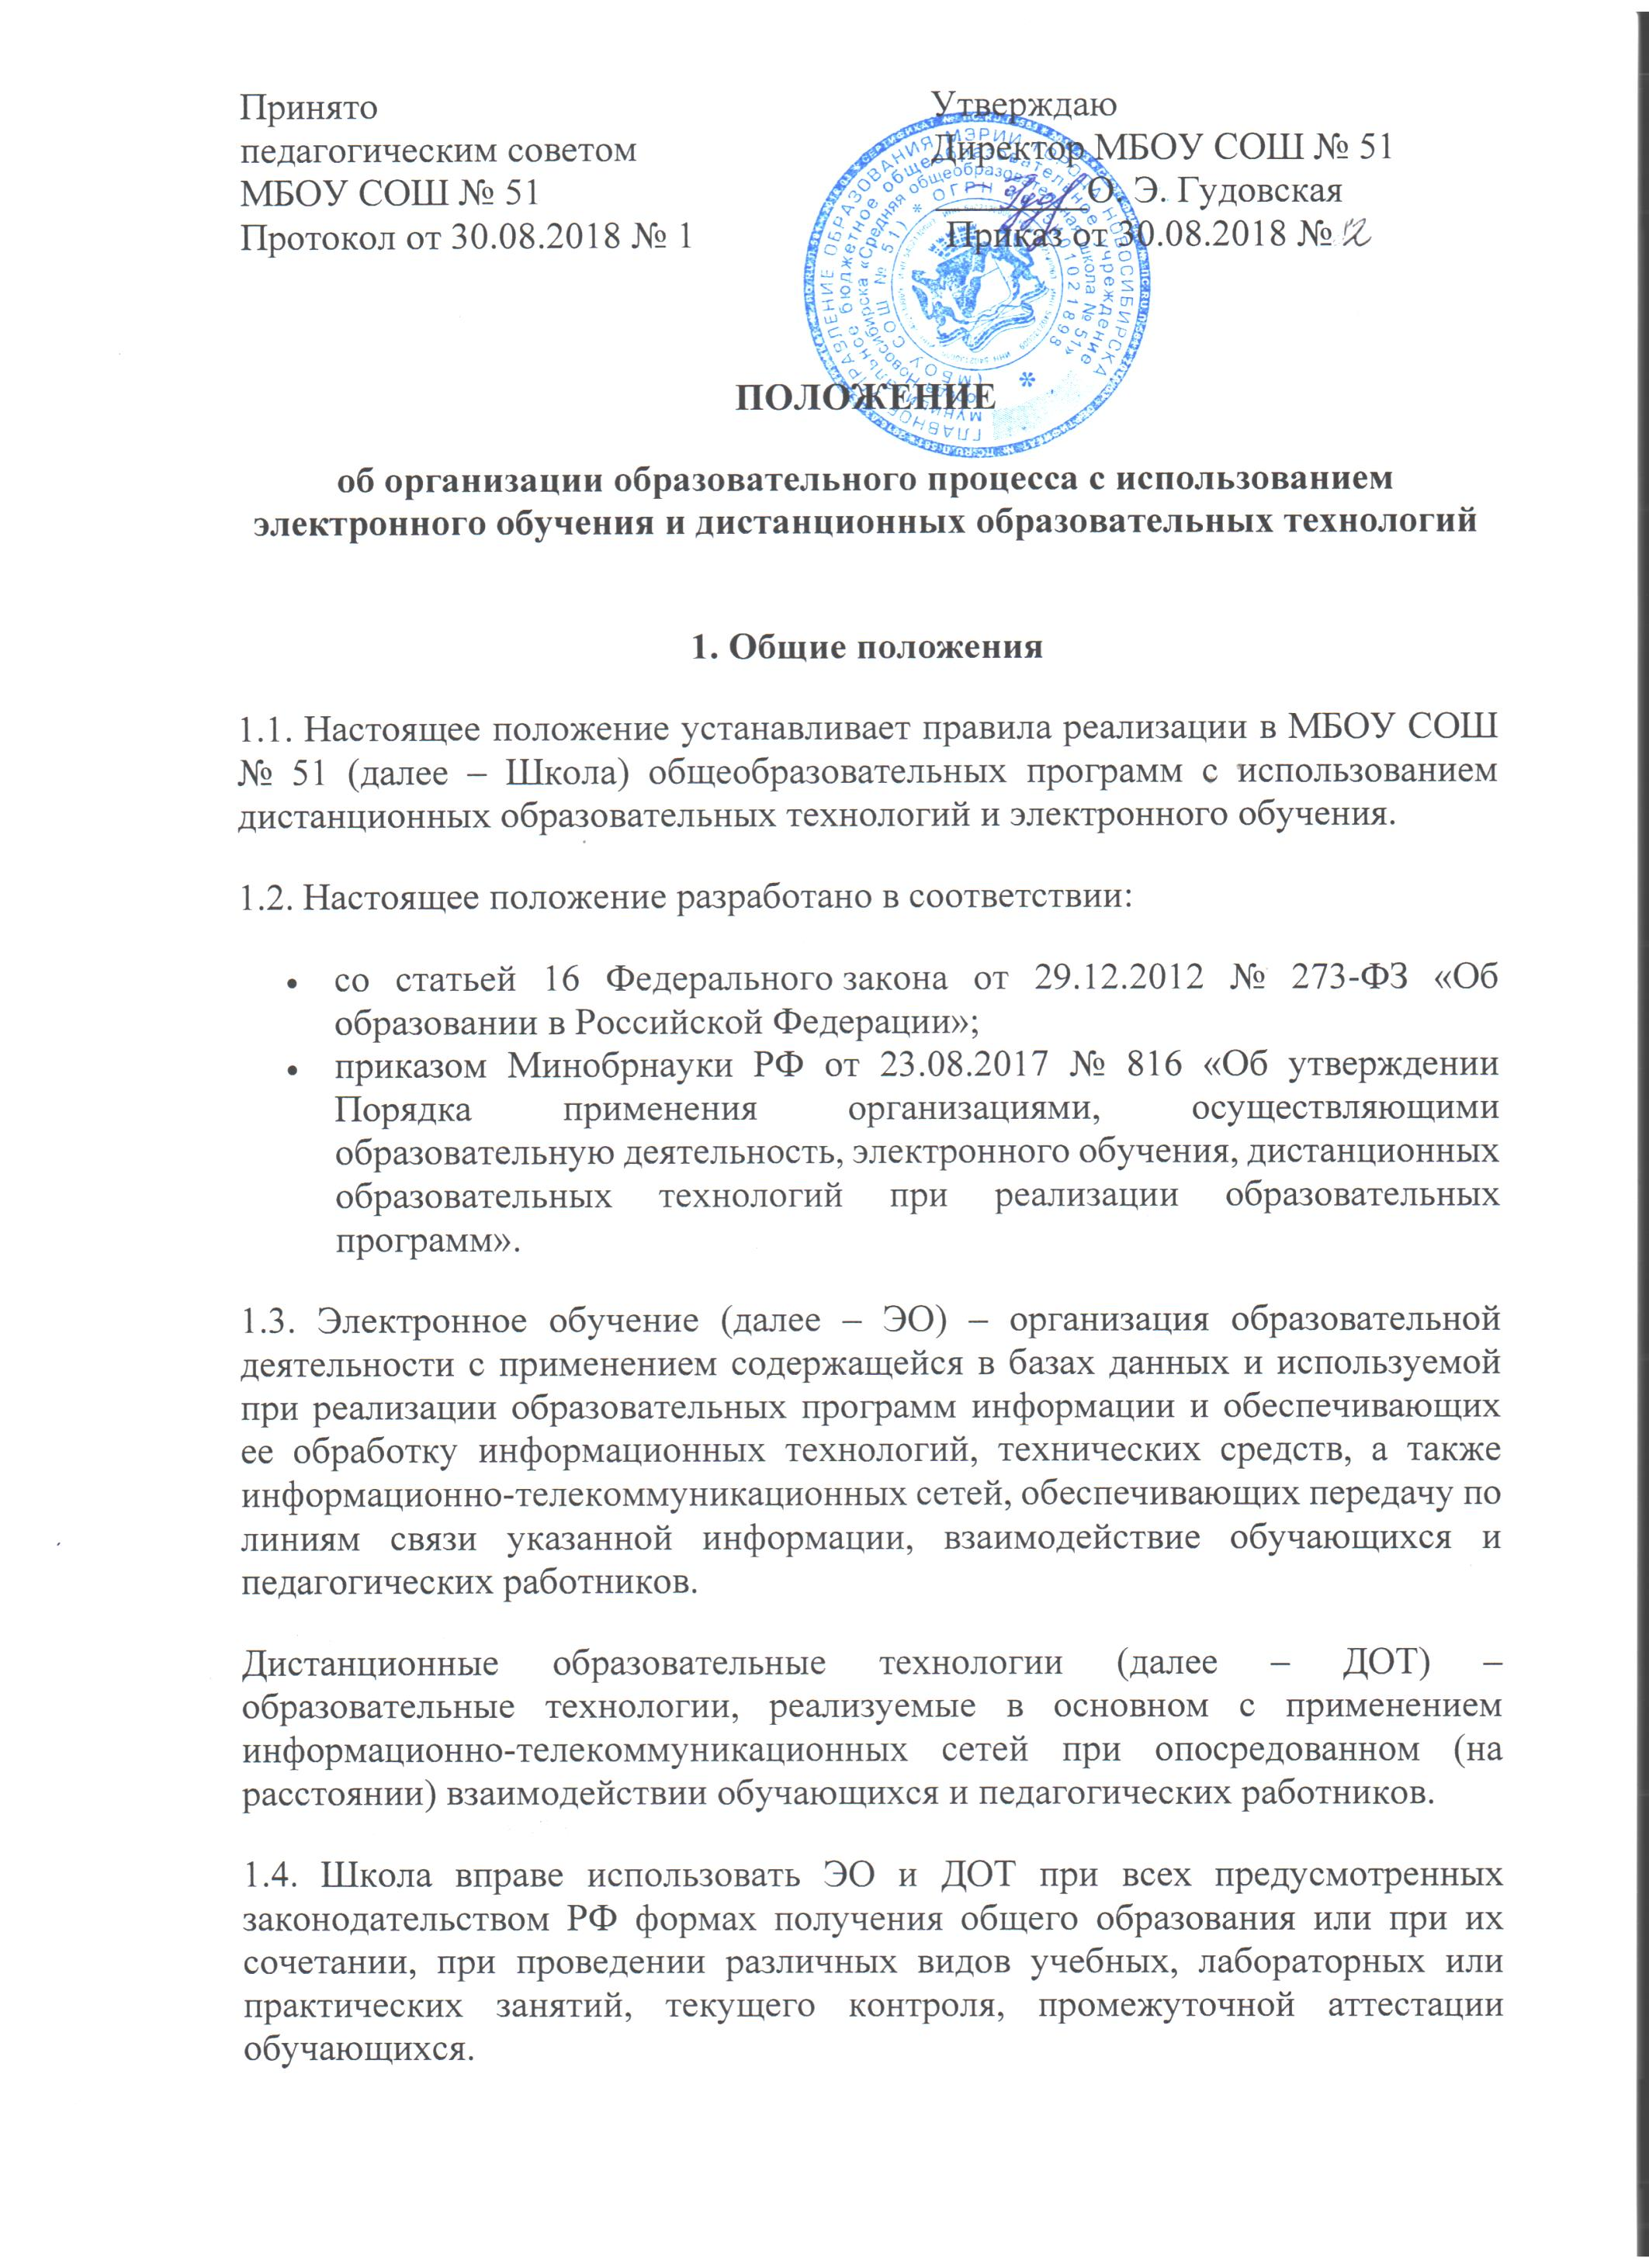 Принято
педагогическим советом
МБОУ СОШ № 51
Протокол от 30.08.2018 № 1
Утверждаю
Директор МБОУ СОШ № 51
О. Э. Гудовская
Приказ от 30.08.2018 №
ПОЛОЖЕНИЕ
об организации образовательного процесса с использованием
электронного обучения и дистанционных образовательных технологий
1. Общие положения
1.1. Настоящее положение устанавливает правила реализации в МБОУ СОШ
№ 51 (далее – Школа) общеобразовательных программ с использованием
дистанционных образовательных технологий и электронного обучения.
1.2. Настоящее положение разработано в соответствии:
• со статьей 16 Федерального закона от 29.12.2012 № 273-ФЗ «Об
образовании в Российской Федерации»;
• приказом Минобрнауки РФ от 23.08.2017 № 816 «Об утверждении
Порядка применения организациями, осуществляющими
образовательную деятельность, электронного обучения, дистанционных
образовательных технологий при реализации образовательных
программ».
1.3. Электронное обучение (далее – ЭО) – организация образовательной
деятельности с применением содержащейся в базах данных и используемой
при реализации образовательных программ информации и обеспечивающих
ее обработку информационных технологий, технических средств, а также
информационно-телекоммуникационных сетей, обеспечивающих передачу по
линиям связи указанной информации, взаимодействие обучающихся и
педагогических работников.
Дистанционные образовательные технологии (далее – ДОТ) –
образовательные технологии, реализуемые в основном с применением
информационно-телекоммуникационных сетей при опосредованном (на
расстоянии) взаимодействии обучающихся и педагогических работников.
1.4. Школа вправе использовать ЭО и ДОТ при всех предусмотренных
законодательством РФ формах получения общего образования или при их
сочетании, при проведении различных видов учебных, лабораторных или
практических занятий, текущего контроля, промежуточной аттестации
обучающихся.